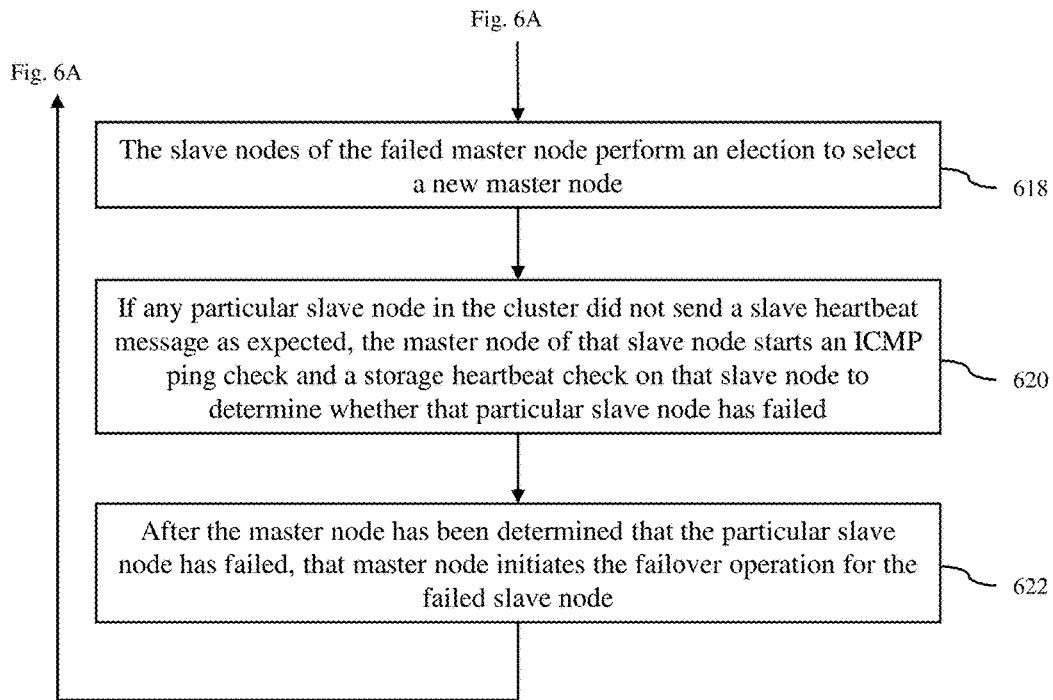 Fig. 6A
Fig. 6A
The slave nodes of the failed master node perform an election to select
a new master node
618
If any particular slave node in the cluster did not send a slave heartbeat
message as expected, the master node of that slave node starts an ICMP
ping check and a storage heartbeat check on that slave node to
determine whether that particular slave node has failed
620
After the master node has been determined that the particular slave
node has failed, that master node initiates the failover operation for the
failed slave node
622